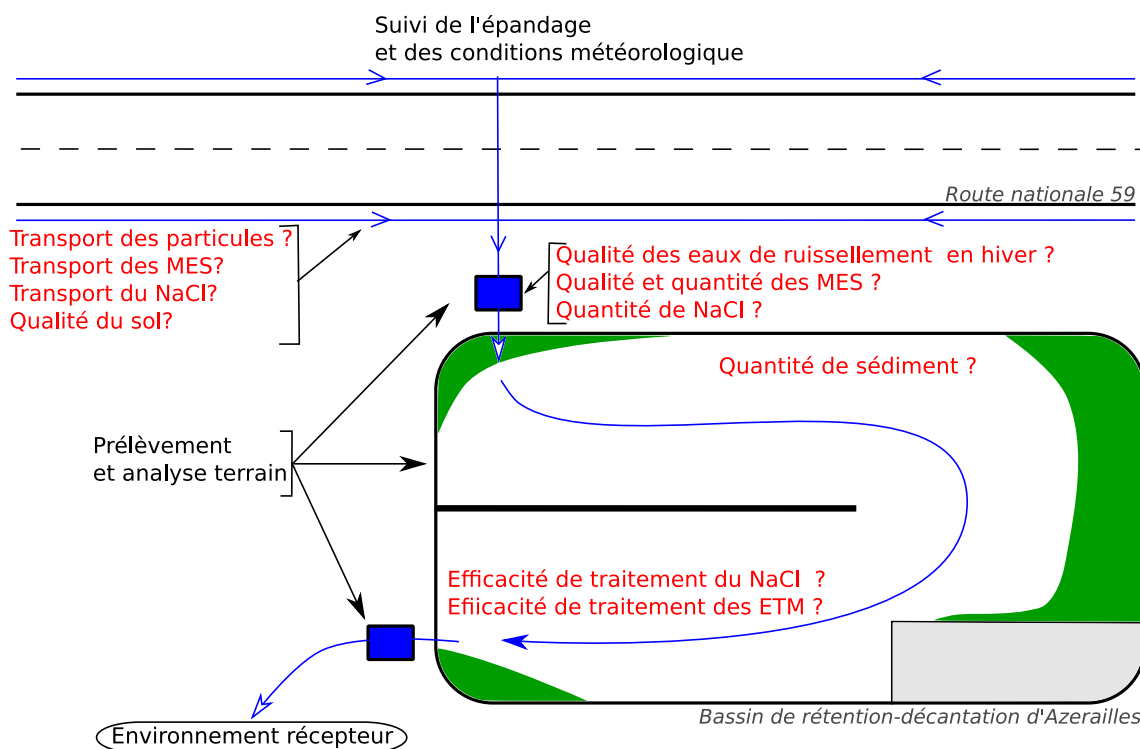 Suivi de l'épandage
et des conditions météorologique
Route nationale 59
Transport des particules ?
Transport des MES?
Transport du NaCl?
Qualité du sol?
Qualité des eaux de ruissellement en hiver ?
Qualité et quantité des MES ?
Quantité de NaCl ?
Quantité de sédiment ?
Prélèvement
et analyse terrain
Efficacité de traitement du NaCl ?
Efiicacité de traitement des ETM ?
Bassin de rétention-décantation d'Azerailles
Environnement récepteur